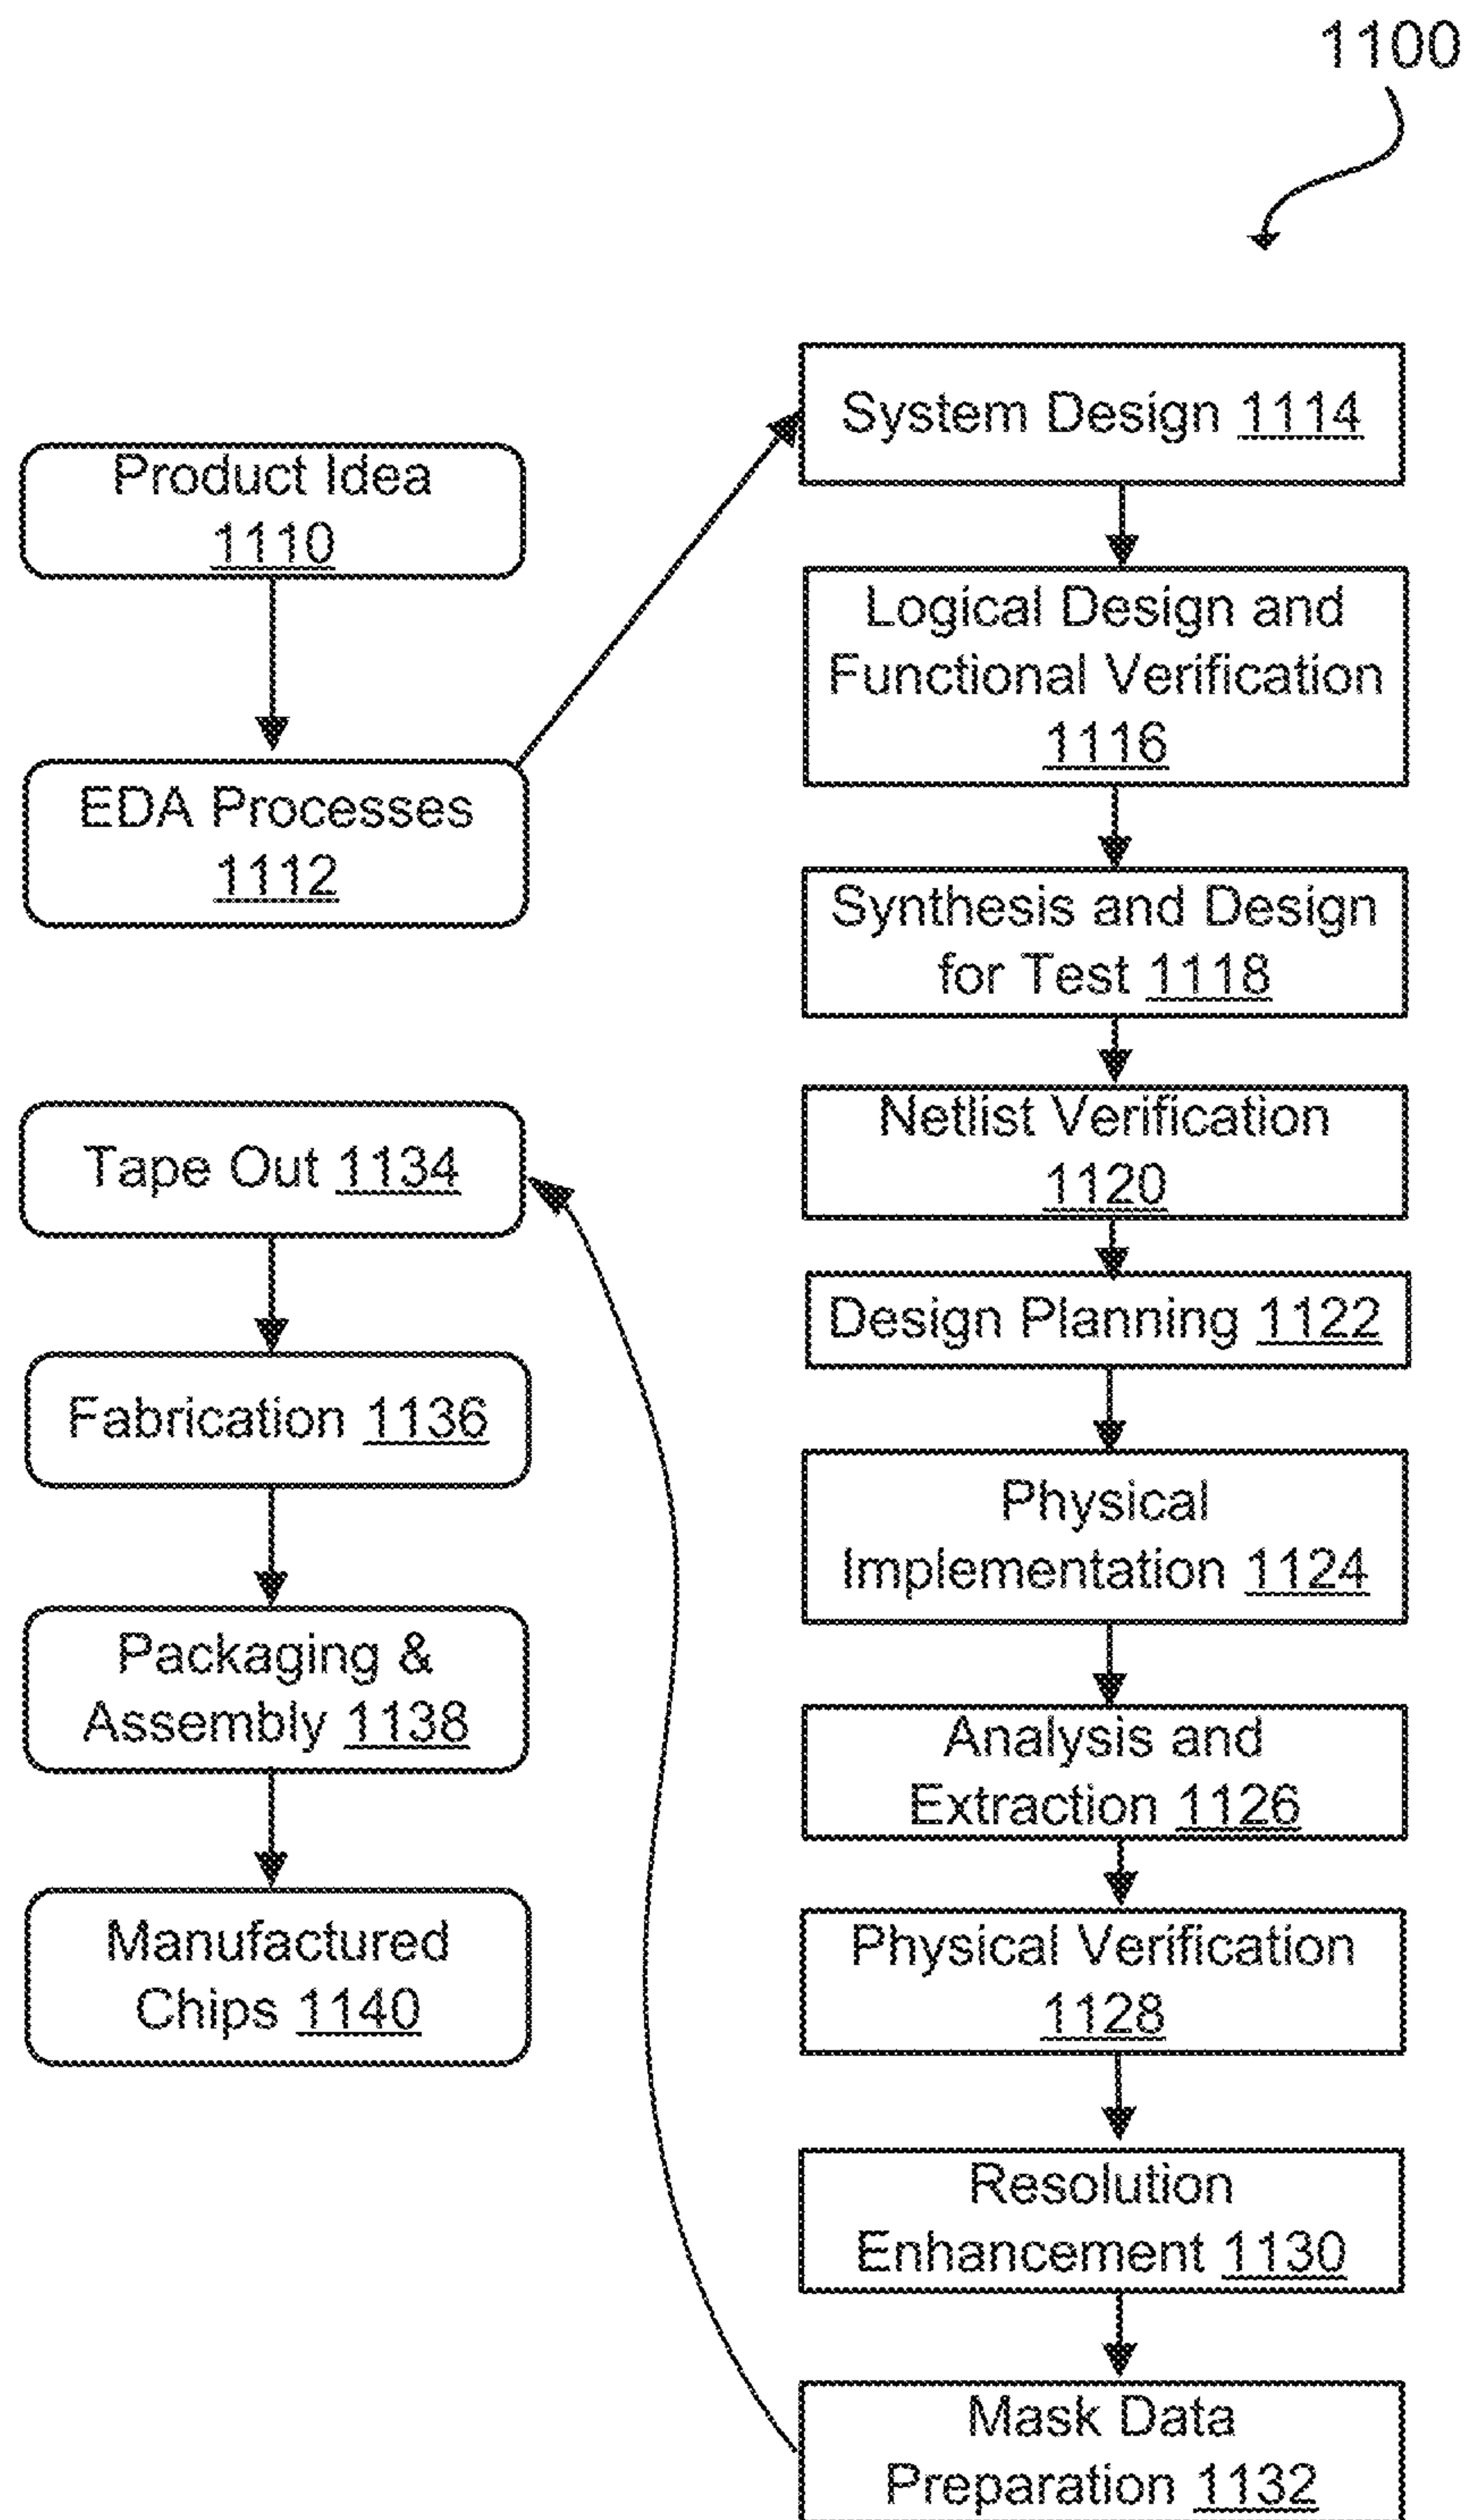 1100
Product Idea
1110
EDA Processes
1112
System Design 1114
Logical Design and
Functional Verification
1116
Synthesis and Design
for Test 1118
Netlist Verification
1120
Design Planning 1122
Physical
Implementation 1124
Analysis and
Extraction 1126
Physical Verification
1128
Resolution
Enhancement 1130
Mask Data
Preparation 1132
Tape Out 1134
Fabrication 1136
Packaging &
Assembly 1138
Manufactured
Chips 1140